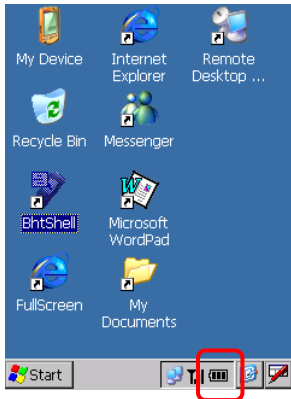 My Device
Internet
Explorer
Remote
Desktop ...
Recycle Bin
Messenger
BhtShell
Microsoft
WordPad
FullScreen
My
Documents
Start